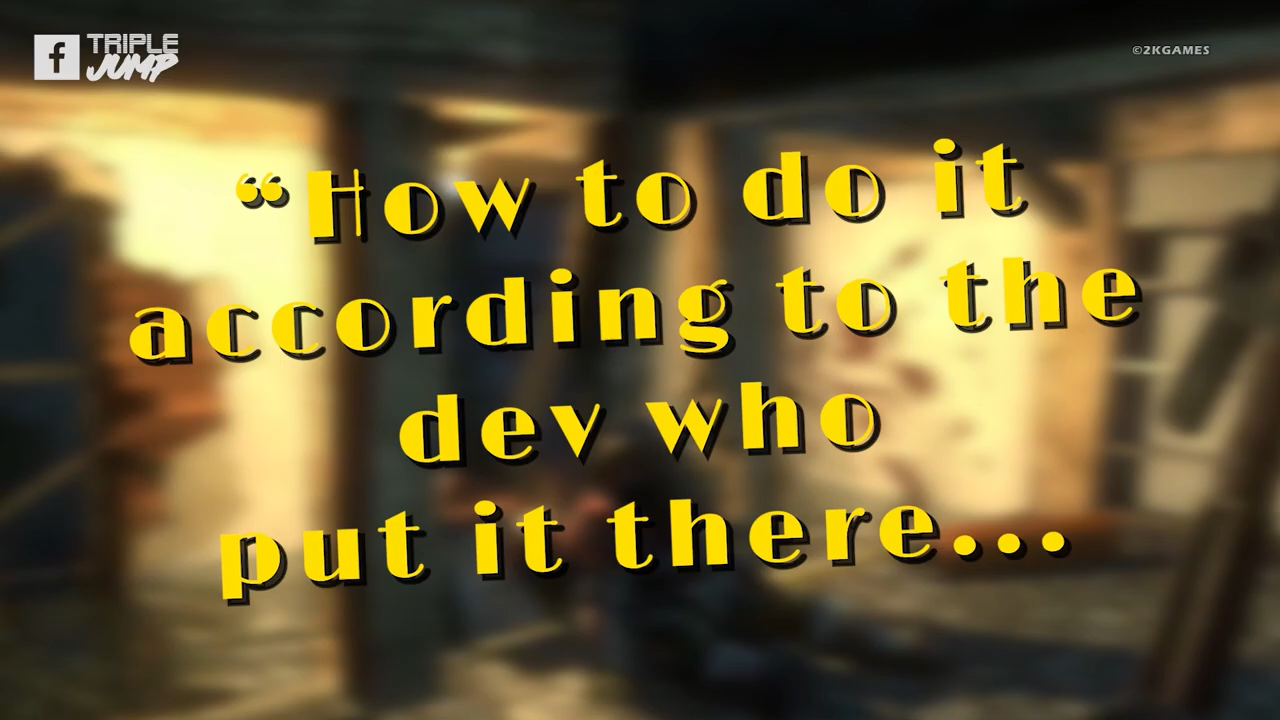 f TRIPLE
JUMP
©2KGAMES
“How to do it
according to the
dev who
put it there...